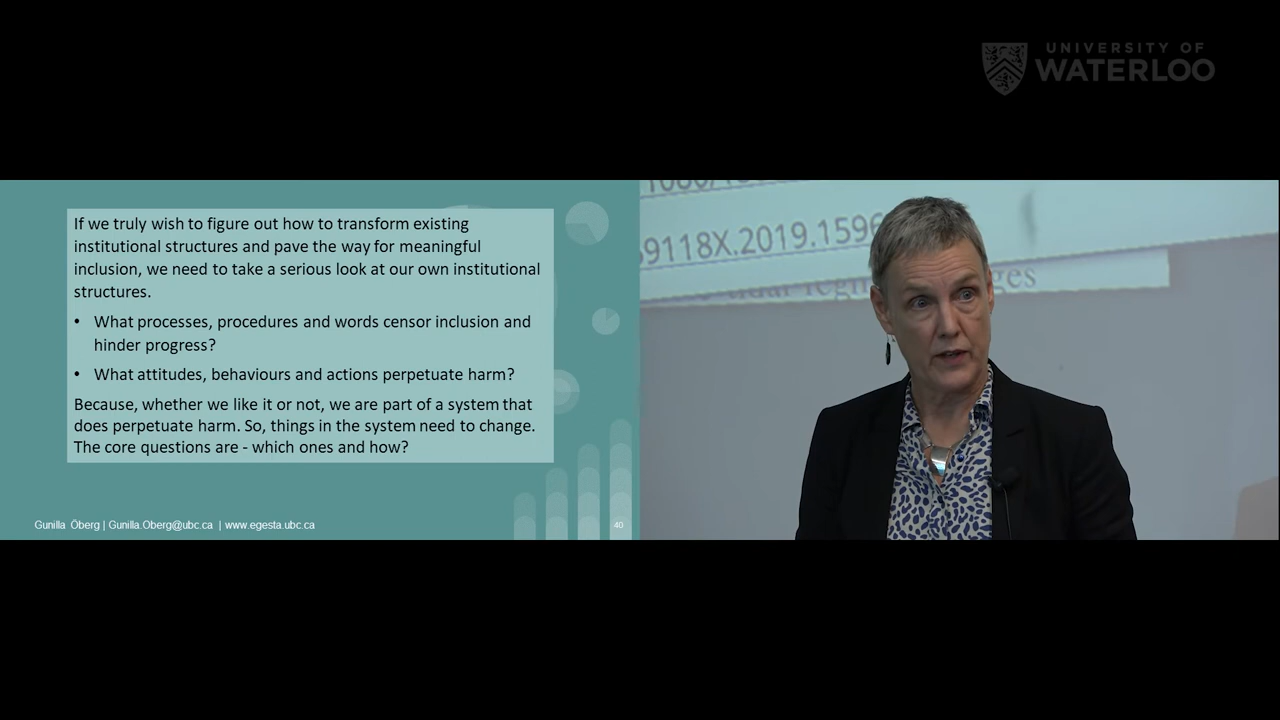 UNIVERSITY OF
WATERLOO
If we truly wish to figure out how to transform existing
institutional structures and pave the way for meaningful
inclusion, we need to take a serious look at our own institutional
structures.
• What processes, procedures and words censor inclusion and
hinder progress?
• What attitudes, behaviours and actions perpetuate harm?
Because, whether we like it or not, we are part of a system that
does perpetuate harm. So, things in the system need to change.
The core questions are - which ones and how?
Gunilla Öberg | Gunilla.Oberg@ubc.ca | www.egesta.ubc.ca
40
9118X.2019.1596